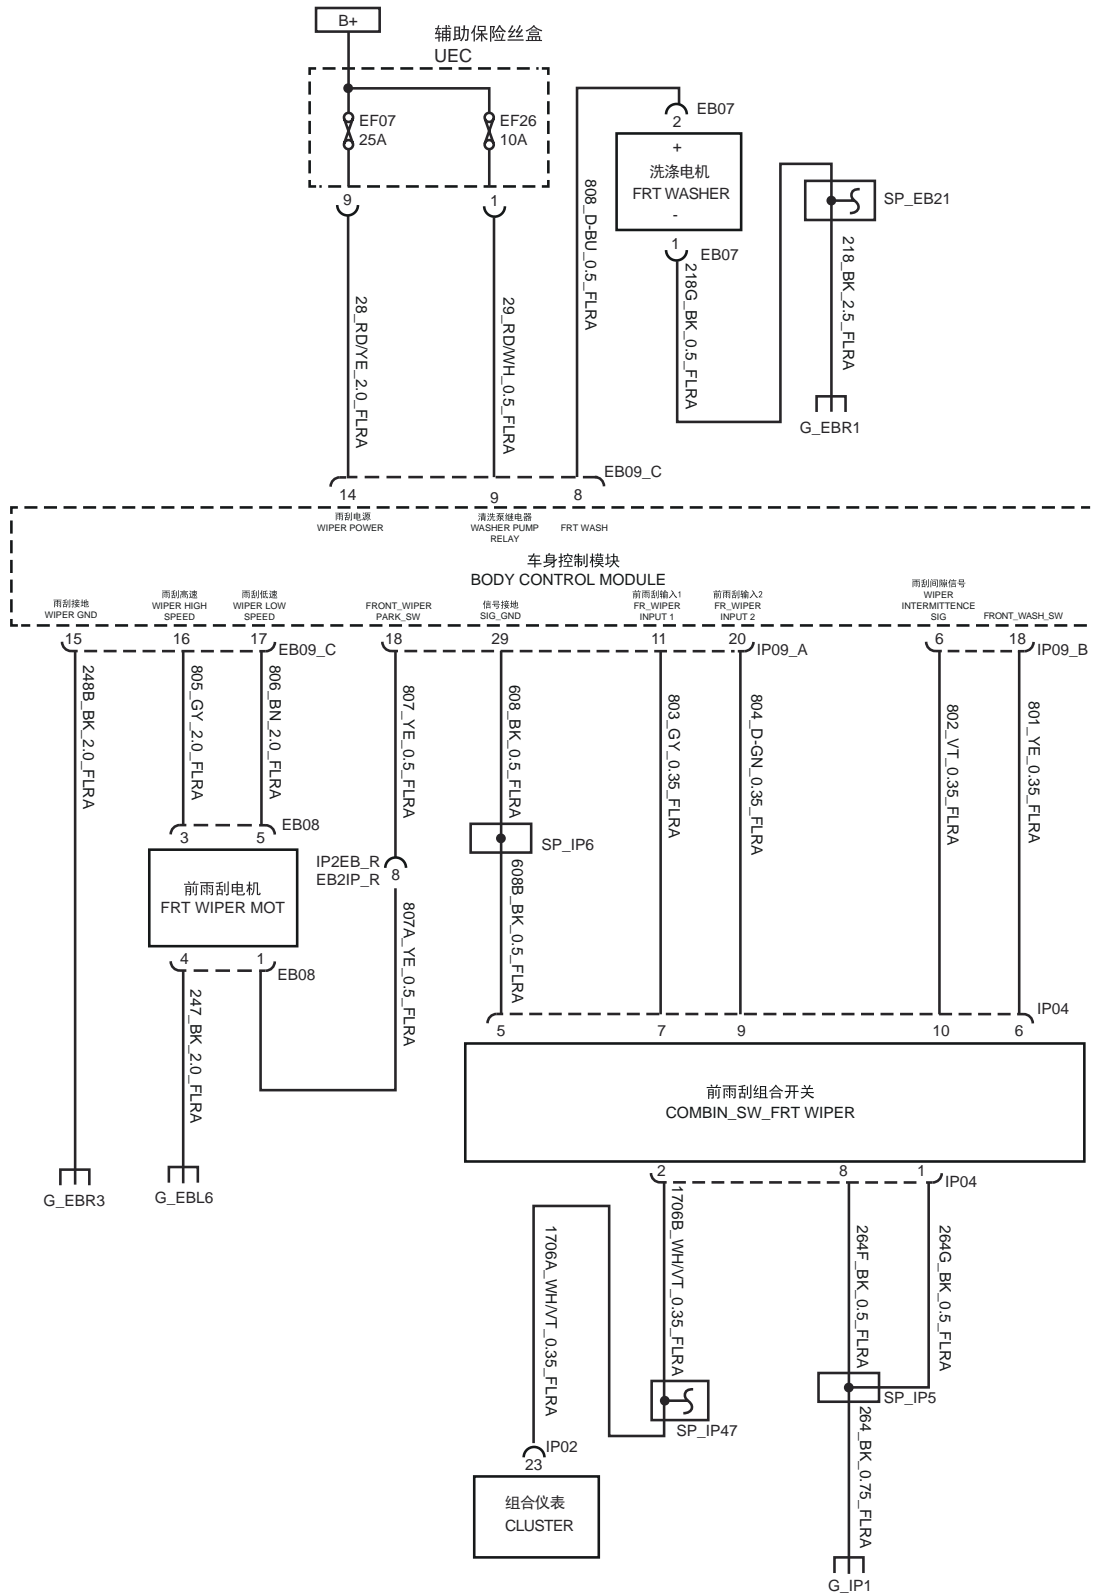 B+
辅助保险丝盒
UEC
EF07
25A
EF26
10A
9
1
2
EB07
+
洗涤电机
FRT WASHER
-
1
EB07
SP_EB21
28_RD/YE_2.0_FLRA
29_RD/WH_0.5_FLRA
808_D-BU_0.5_FLRA
218G_BK_0.5_FLRA
218_BK_2.5_FLRA
G_EBR1
EB09_C
14
9
8
雨刮电源
WIPER POWER
清洗泵继电器
WASHER PUMP
RELAY
FRT WASH
车身控制模块
BODY CONTROL MODULE
雨刮接地
WIPER GND
雨刮高速
WIPER HIGH
SPEED
雨刮低速
WIPER LOW
SPEED
FRONT_WIPER
PARK_SW
信号接地
SIG_GND
前雨刮输入1
FR_WIPER
INPUT 1
前雨刮输入2
FR_WIPER
INPUT 2
雨刮间隙信号
WIPER
INTERMITTENCE
SIG
FRONT_WASH_SW
15
16
17
EB09_C
18
29
11
20
IP09_A
6
18
IP09_B
248B_BK_2.0_FLRA
805_GY_2.0_FLRA
806_BN_2.0_FLRA
807_YE_0.5_FLRA
608_BK_0.5_FLRA
803_GY_0.35_FLRA
804_D-GN_0.35_FLRA
802_VT_0.35_FLRA
801_YE_0.35_FLRA
EB08
3
5
前雨刮电机
FRT WIPER MOT
4
1
EB08
IP2EB_R
EB2IP_R
8
SP_IP6
608B_BK_0.5_FLRA
807A_YE_0.5_FLRA
247_BK_2.0_FLRA
G_EBR3
G_EBL6
IP04
5
7
9
10
6
前雨刮组合开关
COMBIN_SW_FRT WIPER
2
8
1
IP04
1706A_WH/VT_0.35_FLRA
1706B_WH/VT_0.35_FLRA
264F_BK_0.5_FLRA
264G_BK_0.5_FLRA
SP_IP47
SP_IP5
264_BK_0.75_FLRA
IP02
23
组合仪表
CLUSTER
G_IP1